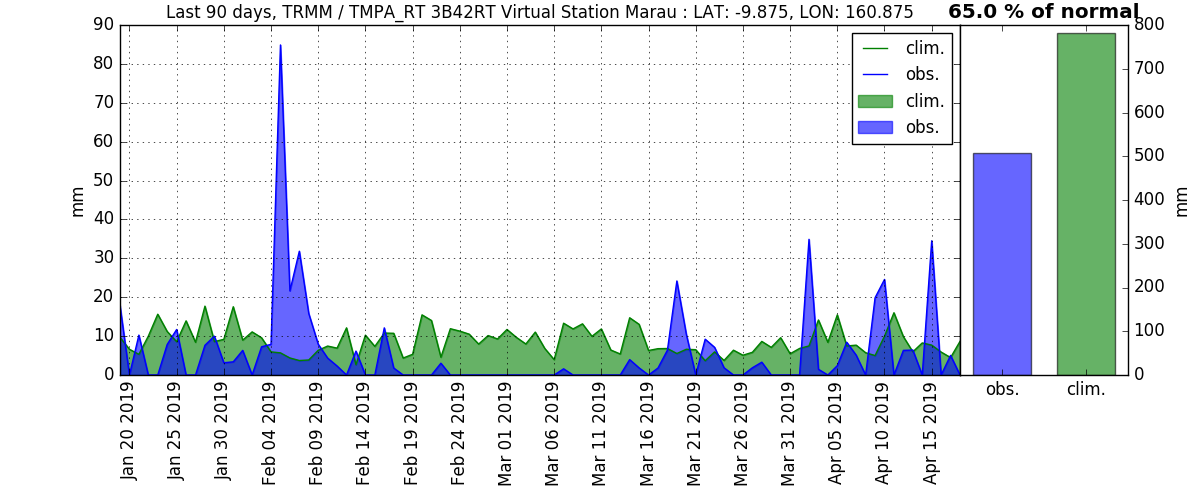 Last 90 days, TRMM / TMPA_RT 3B42RT Virtual Station Marau : LAT: -9.875, LON: 160.875
65.0 % of normal
90
80
70
60
50
40
30
20
10
0
mm
clim.
obs.
clim.
obs.
800
700
600
500
400
300
200
100
0
mm
obs.
clim.
Jan 20 2019
Jan 25 2019
Jan 30 2019
Feb 04 2019
Feb 09 2019
Feb 14 2019
Feb 19 2019
Feb 24 2019
Mar 01 2019
Mar 06 2019
Mar 11 2019
Mar 16 2019
Mar 21 2019
Mar 26 2019
Mar 31 2019
Apr 05 2019
Apr 10 2019
Apr 15 2019